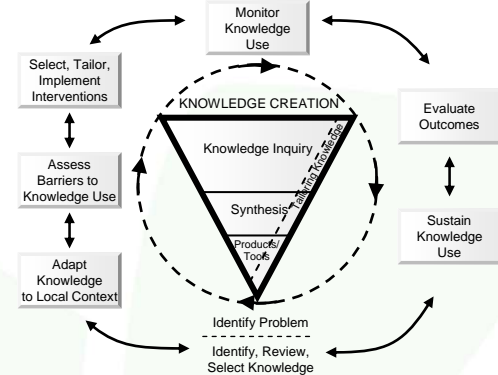 Monitor
Knowledge
Use
Select, Tailor,
Implement
Interventions
KNOWLEDGE CREATION
Evaluate
Outcomes
Knowledge Inquiry
Tailoring Knowledge
Assess
Barriers to
Knowledge Use
Synthesis
Sustain
Knowledge
Use
Products/
Tools
Adapt
Knowledge
to Local Context
Identify Problem
Identify, Review,
Select Knowledge